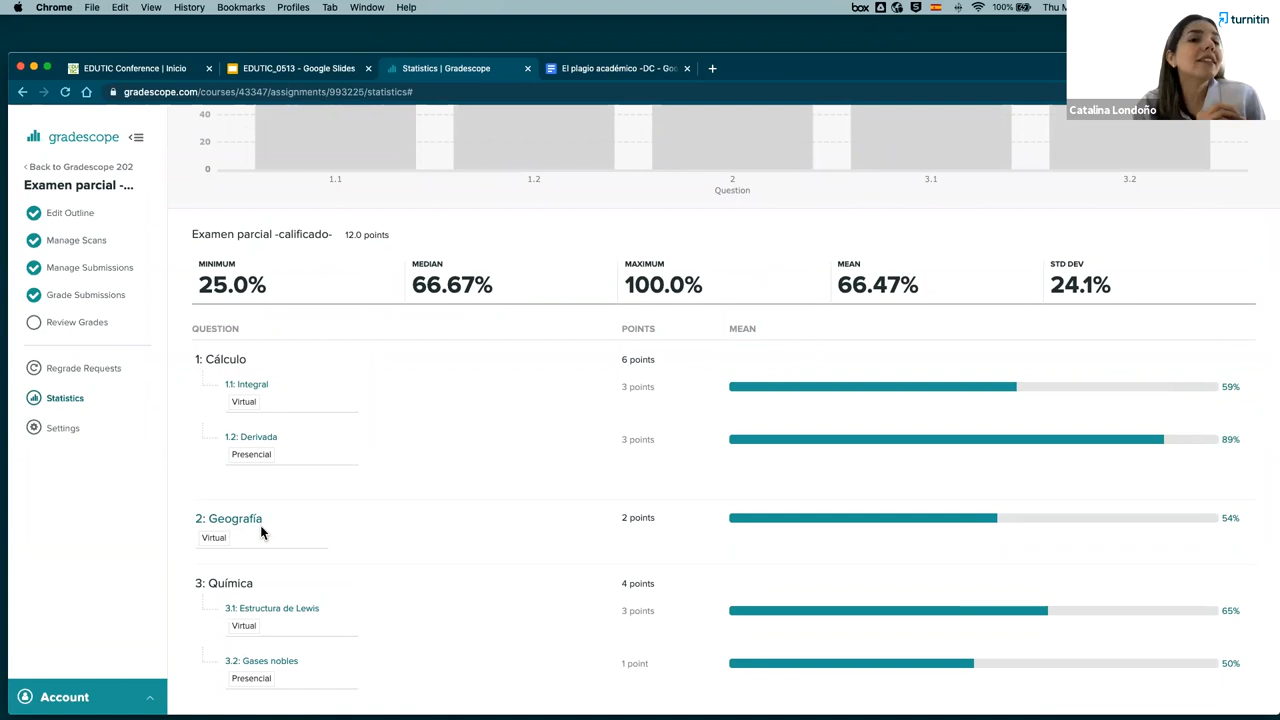 Chrome File Edit View History Bookmarks Profiles Tab Window Help
box 100% Thu M
turnitin
EDUTIC Conference | Inicio
EDUTIC_0513 - Google Slides
Statistics | Gradescope
El plagio académico -DC - Goo
gradescope.com/courses/43347/assignments/993225/statistics#
Catalina Londoño
gradescope
< Back to Gradescope 202
Examen parcial -...
Edit Outline
Manage Scans
Manage Submissions
Grade Submissions
Review Grades
Regrade Requests
Statistics
Settings
Account
40
20
0
1.1 1.2 2 3.1 3.2
Question
Examen parcial -calificado- 12.0 points
MINIMUM MEDIAN MAXIMUM MEAN STD DEV
25.0% 66.67% 100.0% 66.47% 24.1%
QUESTION POINTS MEAN
1: Cálculo 6 points
1.1: Integral 3 points 59%
Virtual
1.2: Derivada 3 points 89%
Presencial
2: Geografía 2 points 54%
Virtual
3: Química 4 points
3.1: Estructura de Lewis 3 points 65%
Virtual
3.2: Gases nobles 1 point 50%
Presencial